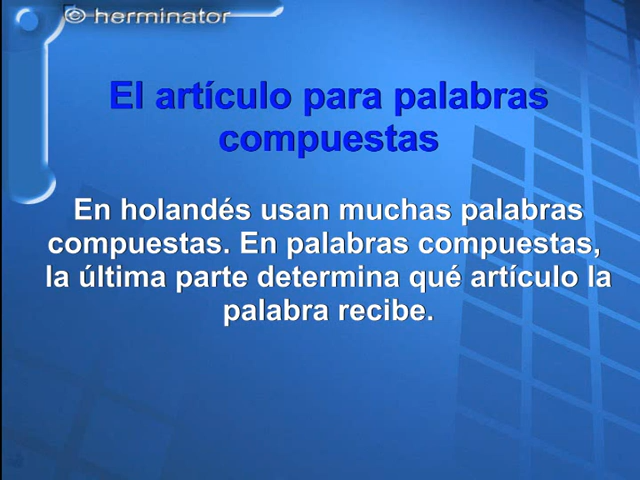 © herminator
El artículo para palabras
compuestas
En holandés usan muchas palabras
compuestas. En palabras compuestas,
la última parte determina qué artículo la
palabra recibe.